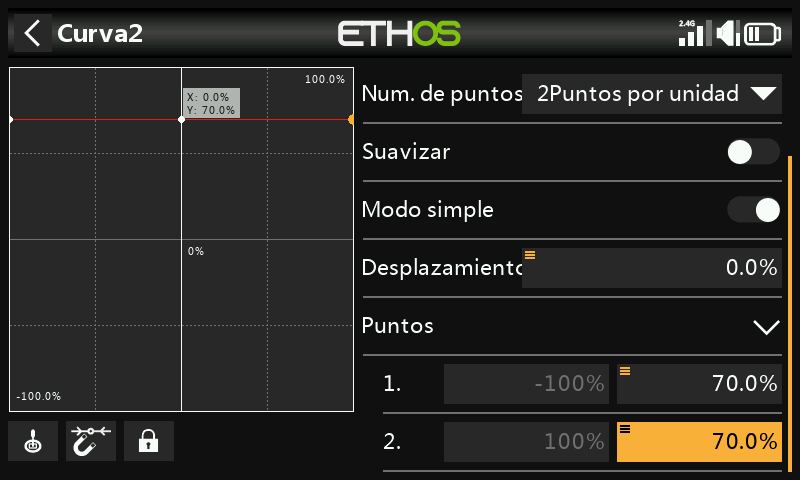 Curva2
ETHOS
2.4G
100.0%
X: 0.0%
Y: 70.0%
0%
-100.0%
Num. de puntos
2Puntos por unidad
Suavizar
Modo simple
Desplazamiento
0.0%
Puntos
1.
-100%
70.0%
2.
100%
70.0%